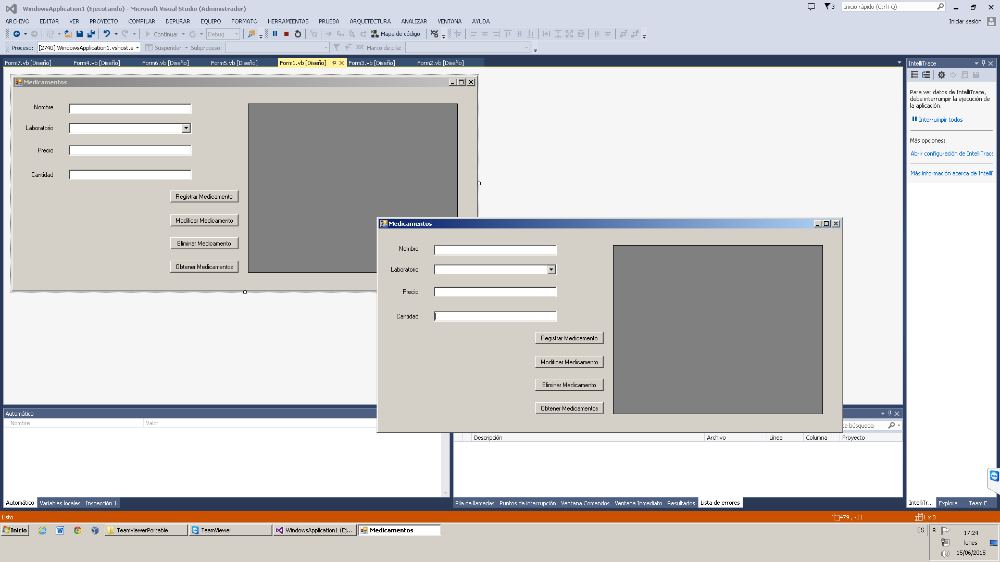 WindowsApplication1 (Ejecutando) - Microsoft Visual Studio (Administrador)
3
Inicio rápido (Ctrl+Q)
ARCHIVO EDITAR VER PROYECTO COMPILAR DEPURAR EQUIPO FORMATO HERRAMIENTAS PRUEBA ARQUITECTURA ANALIZAR VENTANA AYUDA
Iniciar sesión
Continuar Debug Mapa de código
Proceso: [2740] WindowsApplication1.vshost.e Suspender Subproceso: Marco de pila:
Form7.vb [Diseño] Form4.vb [Diseño] Form6.vb [Diseño] Form5.vb [Diseño] Form1.vb [Diseño] Form3.vb [Diseño] Form2.vb [Diseño]
Medicamentos
Nombre
Laboratorio
Precio
Cantidad
Registrar Medicamento
Modificar Medicamento
Eliminar Medicamento
Obtener Medicamentos
Medicamentos
Nombre
Laboratorio
Precio
Cantidad
Registrar Medicamento
Modificar Medicamento
Eliminar Medicamento
Obtener Medicamentos
IntelliTrace
Para ver datos de IntelliTrace,
debe interrumpir la ejecución de
la aplicación.
Interrumpir todos
Más opciones:
Abrir configuración de IntelliTrace
Más información acerca de Intelli
Automático
Nombre Valor
de búsqueda
Descripción Archivo Línea Columna Proyecto
Automático Variables locales Inspección 1
Pila de llamadas Puntos de interrupción Ventana Comandos Ventana Inmediato Resultados Lista de errores
IntelliTr... Explora... Team E...
Listo
479 , -11
1 x 0
Inicio
TeamViewerPortable
TeamViewer
WindowsApplication1 (Ej...
Medicamentos
ES
17:24
lunes
15/06/2015